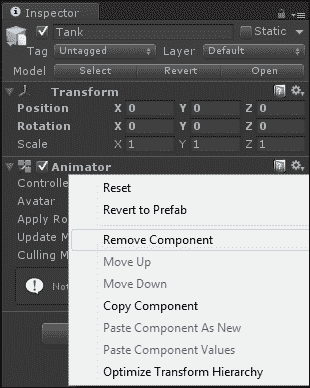 Inspector
Tank Static
Tag Untagged Layer Default
Model Select Revert Open
Transform
Position X 0 Y 0 Z 0
Rotation X 0 Y 0 Z 0
Scale X 1 Y 1 Z 1
Animator
Controlle
Avatar
Apply Ro
Update M
Culling M
Not
Reset
Revert to Prefab
Remove Component
Move Up
Move Down
Copy Component
Paste Component As New
Paste Component Values
Optimize Transform Hierarchy